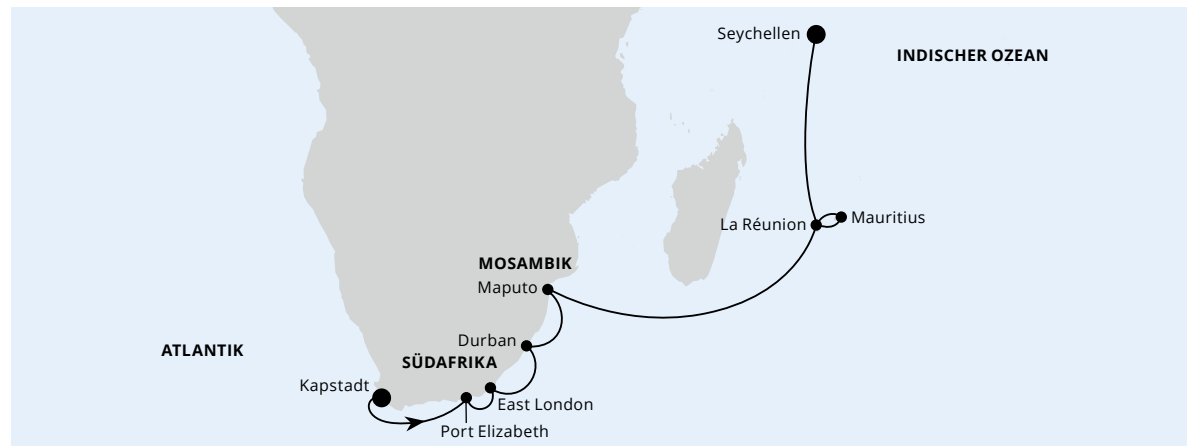 Seychellen
INDISCHER OZEAN
La Réunion
Mauritius
MOSAMBIK
Maputo
Durban
ATLANTIK
SÜDAFRIKA
Kapstadt
East London
Port Elizabeth